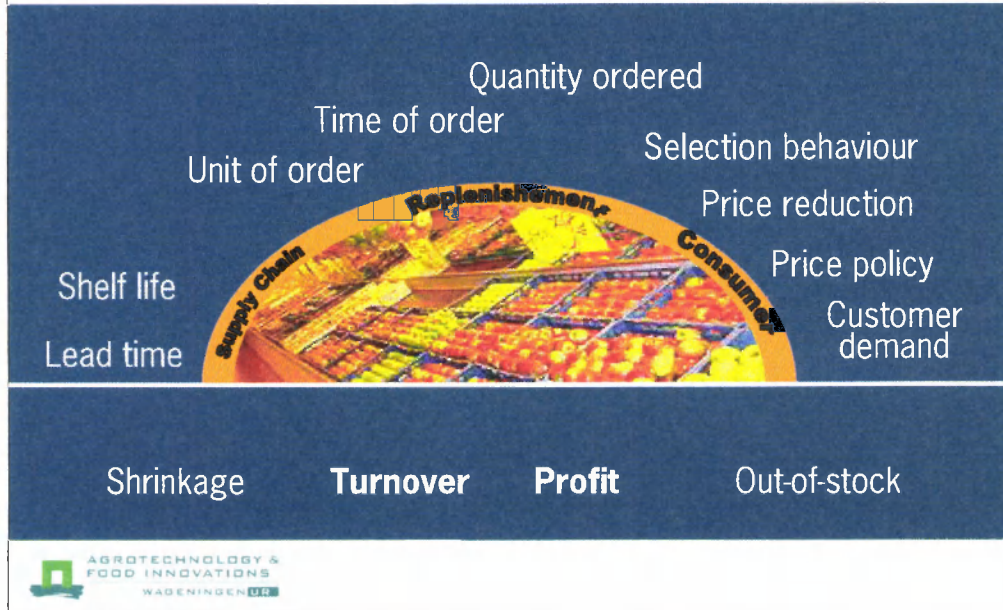 Quantity ordered
Time of order
Selection behaviour
Unit of order
Replenishement
Price reduction
Supply Chain
Consumer
Price policy
Shelf life
Customer
demand
Lead time
Shrinkage
Turnover
Profit
Out-of-stock
AGROTECHNOLOGY &
FOOD INNOVATIONS
WAGENINGEN UR